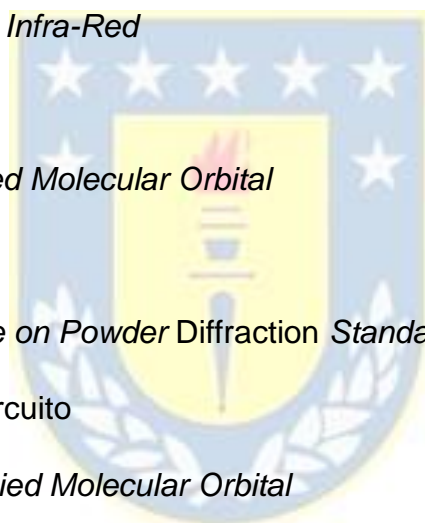 Infra-Red
ed Molecular Orbital
e on Powder Diffraction Standa
rcuito
ied Molecular Orbital